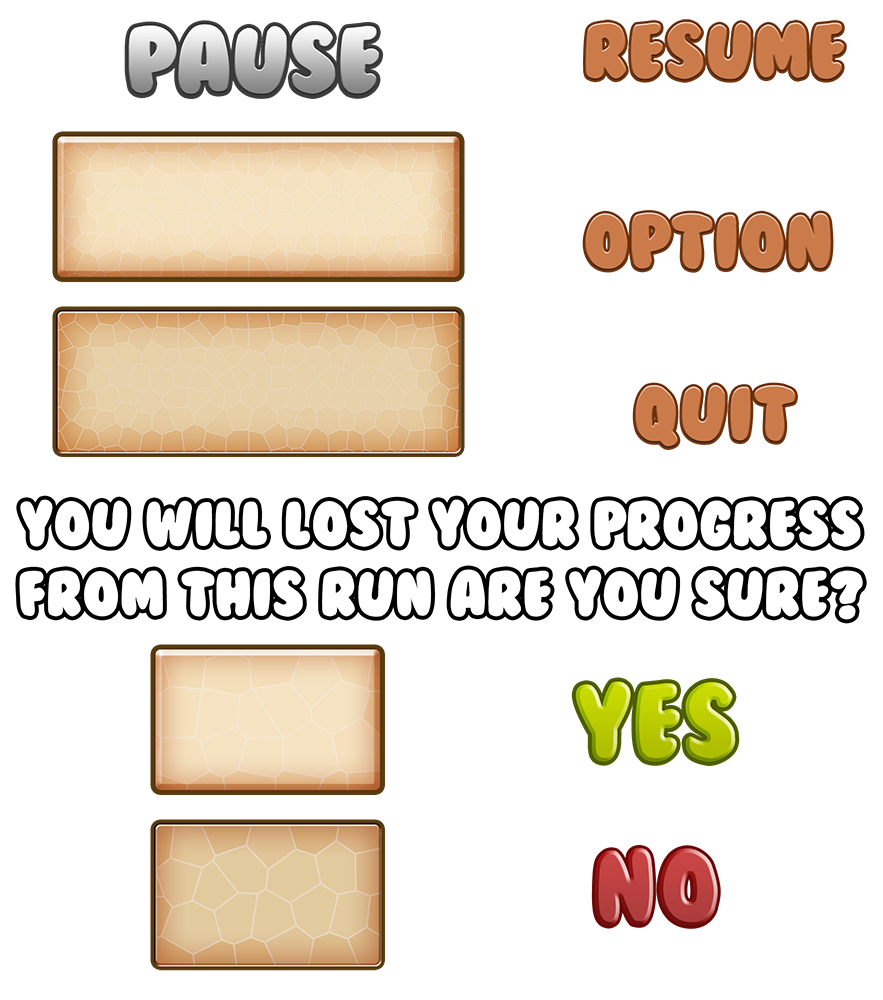 PAUSE
RESUME
OPTION
QUIT
YOU WILL LOST YOUR PROGRESS
FROM THIS RUN ARE YOU SURE?
YES
NO